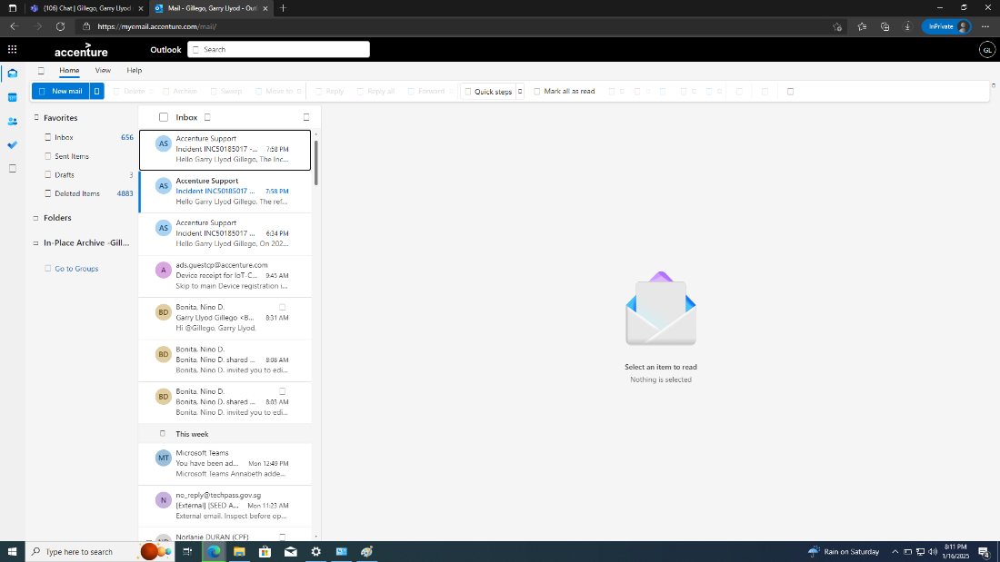 (106) Chat | Gillego, Garry Llyod
Mail - Gillego, Garry Llyod - Outl
https://myemail.accenture.com/mail/
InPrivate
accenture
Outlook
Search
GL
Home
View
Help
New mail
Delete
Archive
Sweep
Move to
Reply
Reply all
Forward
Quick steps
Mark all as read
Favorites
Inbox 656
Sent Items
Drafts 3
Deleted Items 4883
Folders
In-Place Archive -Gill...
Go to Groups
Inbox
AS
Accenture Support
Incident INC50185017 -... 7:58 PM
Hello Garry Llyod Gillego, The Inc...
AS
Accenture Support
Incident INC50185017 ... 7:58 PM
Hello Garry Llyod Gillego, The ref...
AS
Accenture Support
Incident INC50185017 ... 6:34 PM
Hello Garry Llyod Gillego, On 202...
A
ads.guestcp@accenture.com
Device receipt for IoT-C... 9:45 AM
Skip to main Device registration i...
BD
Bonita, Nino D.
Garry Llyod Gillego <B... 8:31 AM
Hi @Gillego, Garry Llyod,
BD
Bonita, Nino D.
Bonita, Nino D. shared ... 8:08 AM
Bonita, Nino D. invited you to edi...
BD
Bonita, Nino D.
Bonita, Nino D. shared ... 8:03 AM
Bonita, Nino D. invited you to edi...
This week
MT
Microsoft Teams
You have been ad... Mon 12:49 PM
Microsoft Teams Annabeth adde...
N
no_reply@techpass.gov.sg
[External] [SEED A... Mon 11:23 AM
External email. Inspect before op...
Norlanie DURAN (CPF)
Select an item to read
Nothing is selected
Type here to search
Rain on Saturday
8:11 PM
1/16/2025
4